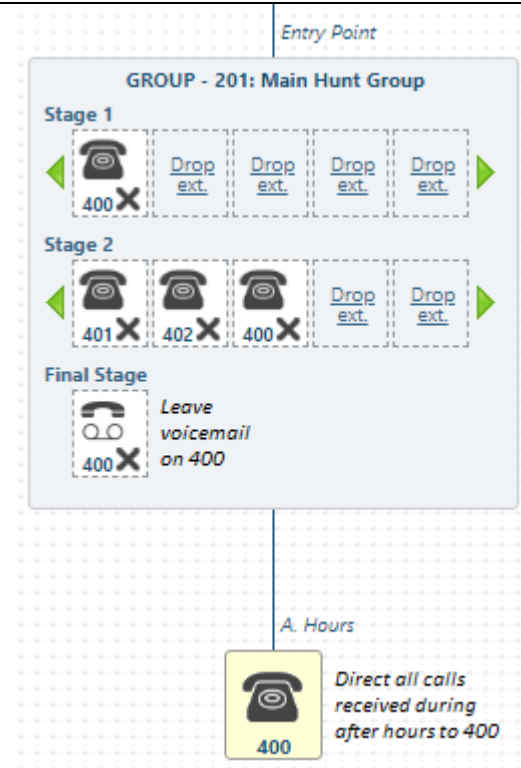 Entry Point
GROUP - 201: Main Hunt Group
Stage 1
400 Drop ext. Drop ext. Drop ext. Drop ext.
Stage 2
401 402 400 Drop ext. Drop ext.
Final Stage
Leave
voicemail
400 on 400
A. Hours
Direct all calls
received during
after hours to 400
400